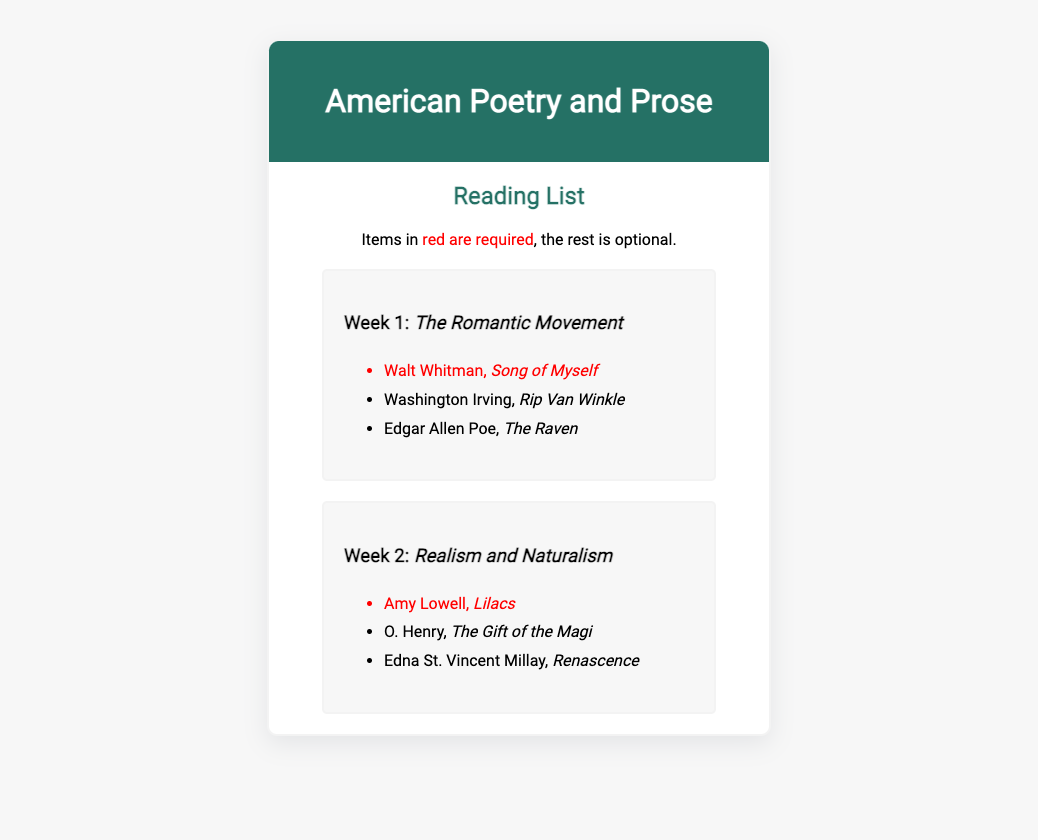 American Poetry and Prose
Reading List
Items in red are required, the rest is optional.
Week 1: The Romantic Movement
• Walt Whitman, Song of Myself
• Washington Irving, Rip Van Winkle
• Edgar Allen Poe, The Raven
Week 2: Realism and Naturalism
• Amy Lowell, Lilacs
• O. Henry, The Gift of the Magi
• Edna St. Vincent Millay, Renascence